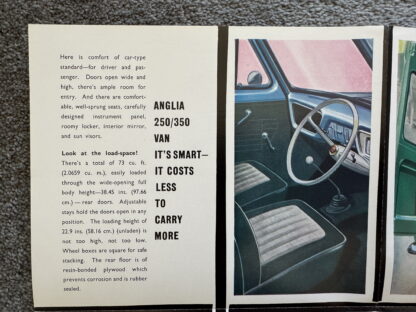 Here is comfort of car-type
standard—for driver and pas-
senger. Doors open wide and
high, there's ample room for
entry. And there are comfort-
able, well-sprung seats, carefully
designed instrument panel,
roomy locker, interior mirror,
and sun visors.
Look at the load-space!
There's a total of 73 cu. ft.
(2.0659 cu. m.), easily loaded
through the wide-opening full
body height—38.45 ins. (97.66
cm.) — rear doors. Adjustable
stays hold the doors open in any
position. The loading height of
22.9 ins. (58.16 cm.) (unladen) is
not too high, not too low.
Wheel boxes are square for safe
stacking. The rear floor is of
resin-bonded plywood which
prevents corrosion and is rubber
sealed.
ANGLIA
250/350
VAN
IT'S SMART—
IT COSTS
LESS
TO
CARRY
MORE